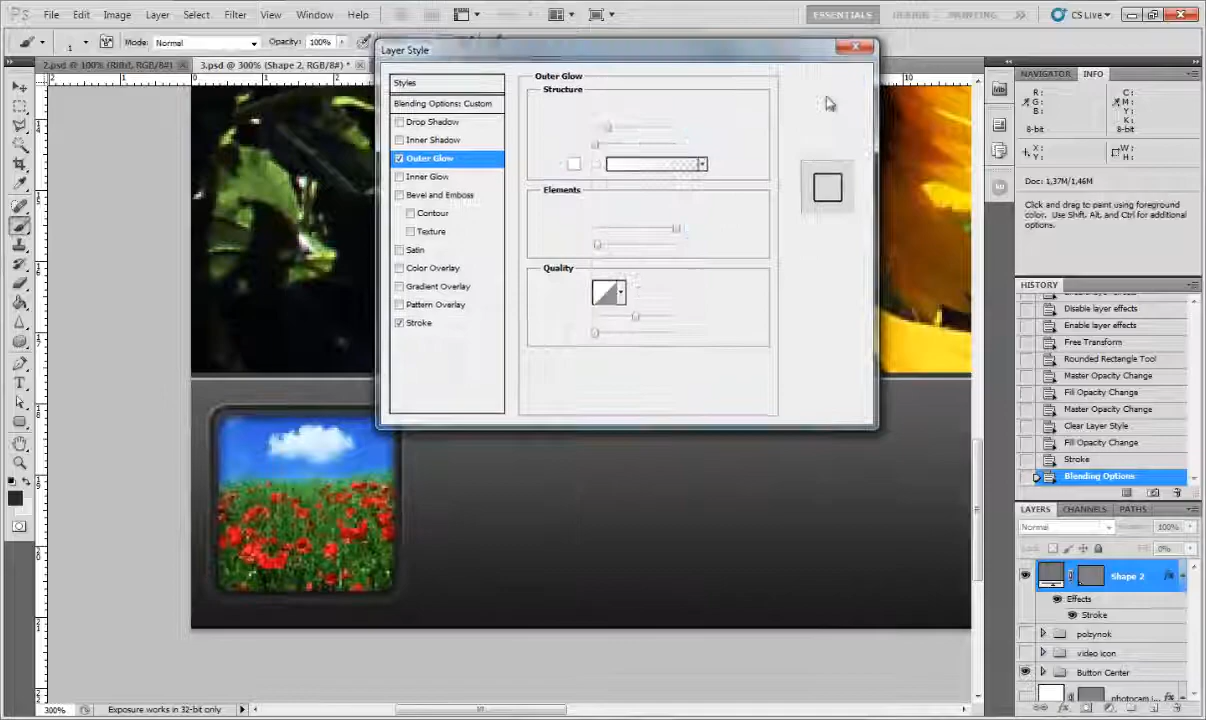 Ps File Edit Image Layer Select Filter View Window Help ESSENTIALS PAINTING CS Live
1 Mode: Normal Opacity: 100%
3.psd @ 300% (Shape 2, RGB/8#) *
Layer Style
Styles
Blending Options: Custom
Drop Shadow
Inner Shadow
Outer Glow
Inner Glow
Bevel and Emboss
Contour
Texture
Satin
Color Overlay
Gradient Overlay
Pattern Overlay
Stroke
Outer Glow
Structure
Elements
Quality
NAVIGATOR INFO
R: C:
G: M:
B: Y:
K:
8-bit 8-bit
X: W:
Y: H:
Doc: 1,37M/1,46M
Click and drag to paint using foreground
color. Use Shift, Alt, and Ctrl for additional
options.
HISTORY
Disable layer effects
Enable layer effects
Free Transform
Rounded Rectangle Tool
Master Opacity Change
Fill Opacity Change
Master Opacity Change
Clear Layer Style
Fill Opacity Change
Stroke
Blending Options
LAYERS CHANNELS PATHS
Normal 100%
0%
Shape 2 fx
Effects
Stroke
polzynok
video icon
Button Center
photocam i...
300% Exposure works in 32-bit only